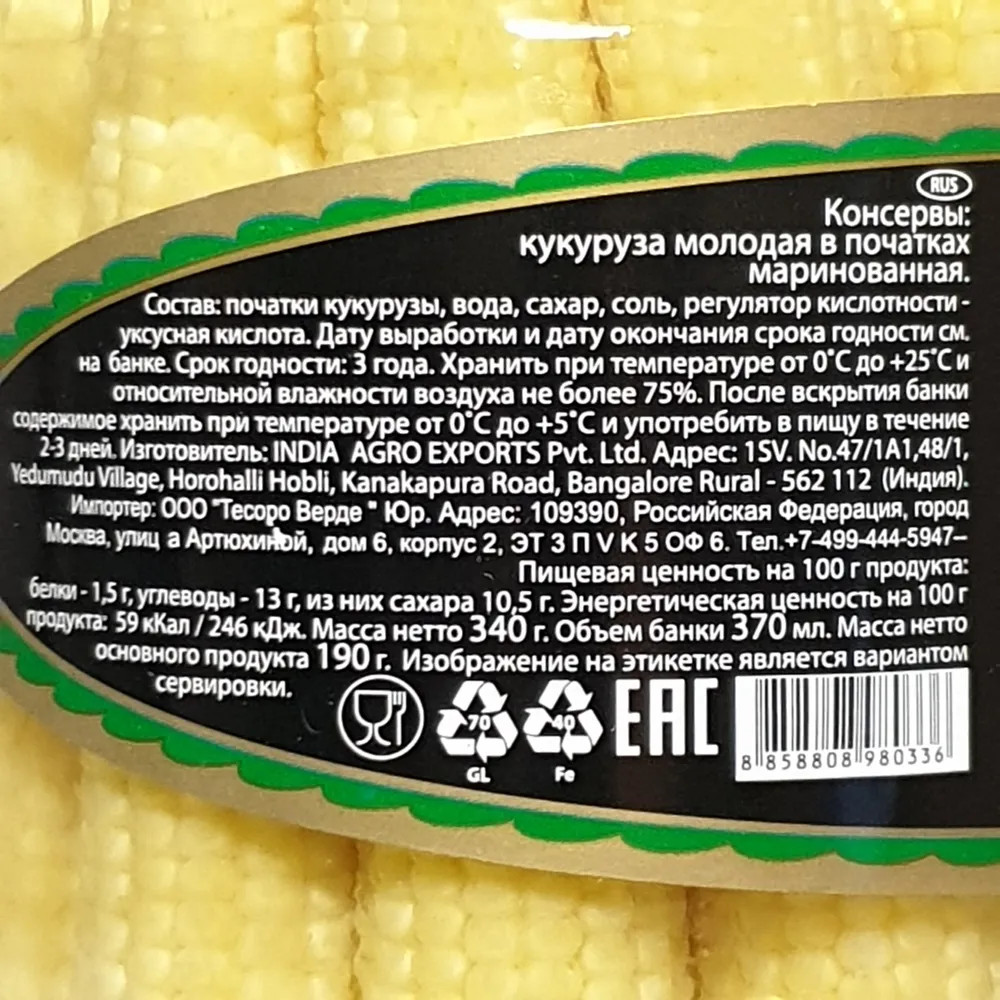 RUS
Консервы:
кукуруза молодая в початках
маринованная.
Состав: початки кукурузы, вода, сахар, соль, регулятор кислотности -
уксусная кислота. Дату выработки и дату окончания срока годности см.
на банке. Срок годности: 3 года. Хранить при температуре от 0°С до +25°С и
относительной влажности воздуха не более 75%. После вскрытия банки
содержимое хранить при температуре от 0°С до +5°С и употребить в пищу в течение
2-3 дней. Изготовитель: INDIA AGRO EXPORTS Pvt. Ltd. Адрес: 1SV. No.47/1A1,48/1,
Yedumudu Village, Horohalli Hobli, Kanakapura Road, Bangalore Rural - 562 112 (Индия).
Импортер: ООО "Тесоро Верде " Юр. Адрес: 109390, Российская Федерация, город
Москва, улиц а Артюхиной, дом 6, корпус 2, ЭТ 3 П V К 5 ОФ 6. Тел.+7-499-444-5947–
Пищевая ценность на 100 г продукта:
белки - 1,5 г, углеводы - 13 г, из них сахара 10,5 г. Энергетическая ценность на 100 г
продукта: 59 кКал / 246 кДж. Масса нетто 340 г. Объем банки 370 мл. Масса нетто
основного продукта 190 г. Изображение на этикетке является вариантом
сервировки.
70 40 EAC
GL Fe
8 858808 980336